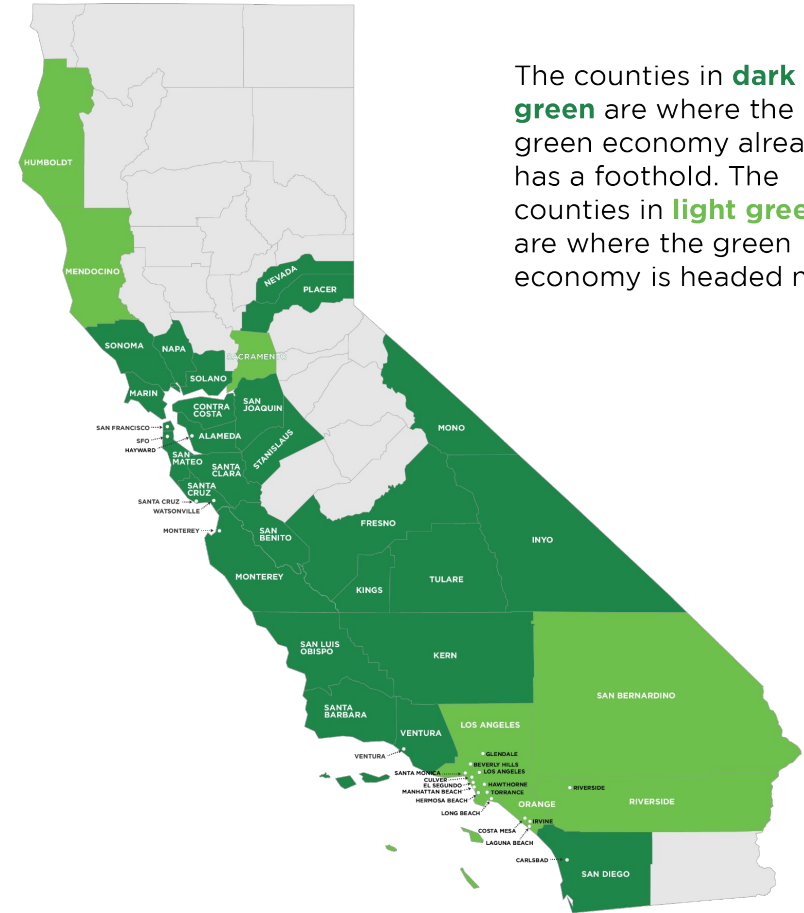 The counties in dark
green are where the
green economy alrea
has a foothold. The
counties in light gree
are where the green
economy is headed n
HUMBOLDT
MENDOCINO
NEVADA
PLACER
SONOMA
NAPA
SACRAMENTO
SOLANO
MARIN
CONTRA
COSTA
SAN
JOAQUIN
SAN FRANCISCO
SFO
HAYWARD
ALAMEDA
STANISLAUS
MONO
SAN
MATEO
SANTA
CLARA
SANTA
CRUZ
SANTA CRUZ
WATSONVILLE
MONTEREY
SAN
BENITO
FRESNO
INYO
MONTEREY
KINGS
TULARE
SAN LUIS
OBISPO
KERN
SAN BERNARDINO
SANTA
BARBARA
VENTURA
LOS ANGELES
VENTURA
GLENDALE
BEVERLY HILLS
SANTA MONICA
LOS ANGELES
CULVER
EL SEGUNDO
HAWTHORNE
MANHATTAN BEACH
TORRANCE
HERMOSA BEACH
RIVERSIDE
LONG BEACH
ORANGE
RIVERSIDE
IRVINE
COSTA MESA
LAGUNA BEACH
CARLSBAD
SAN DIEGO